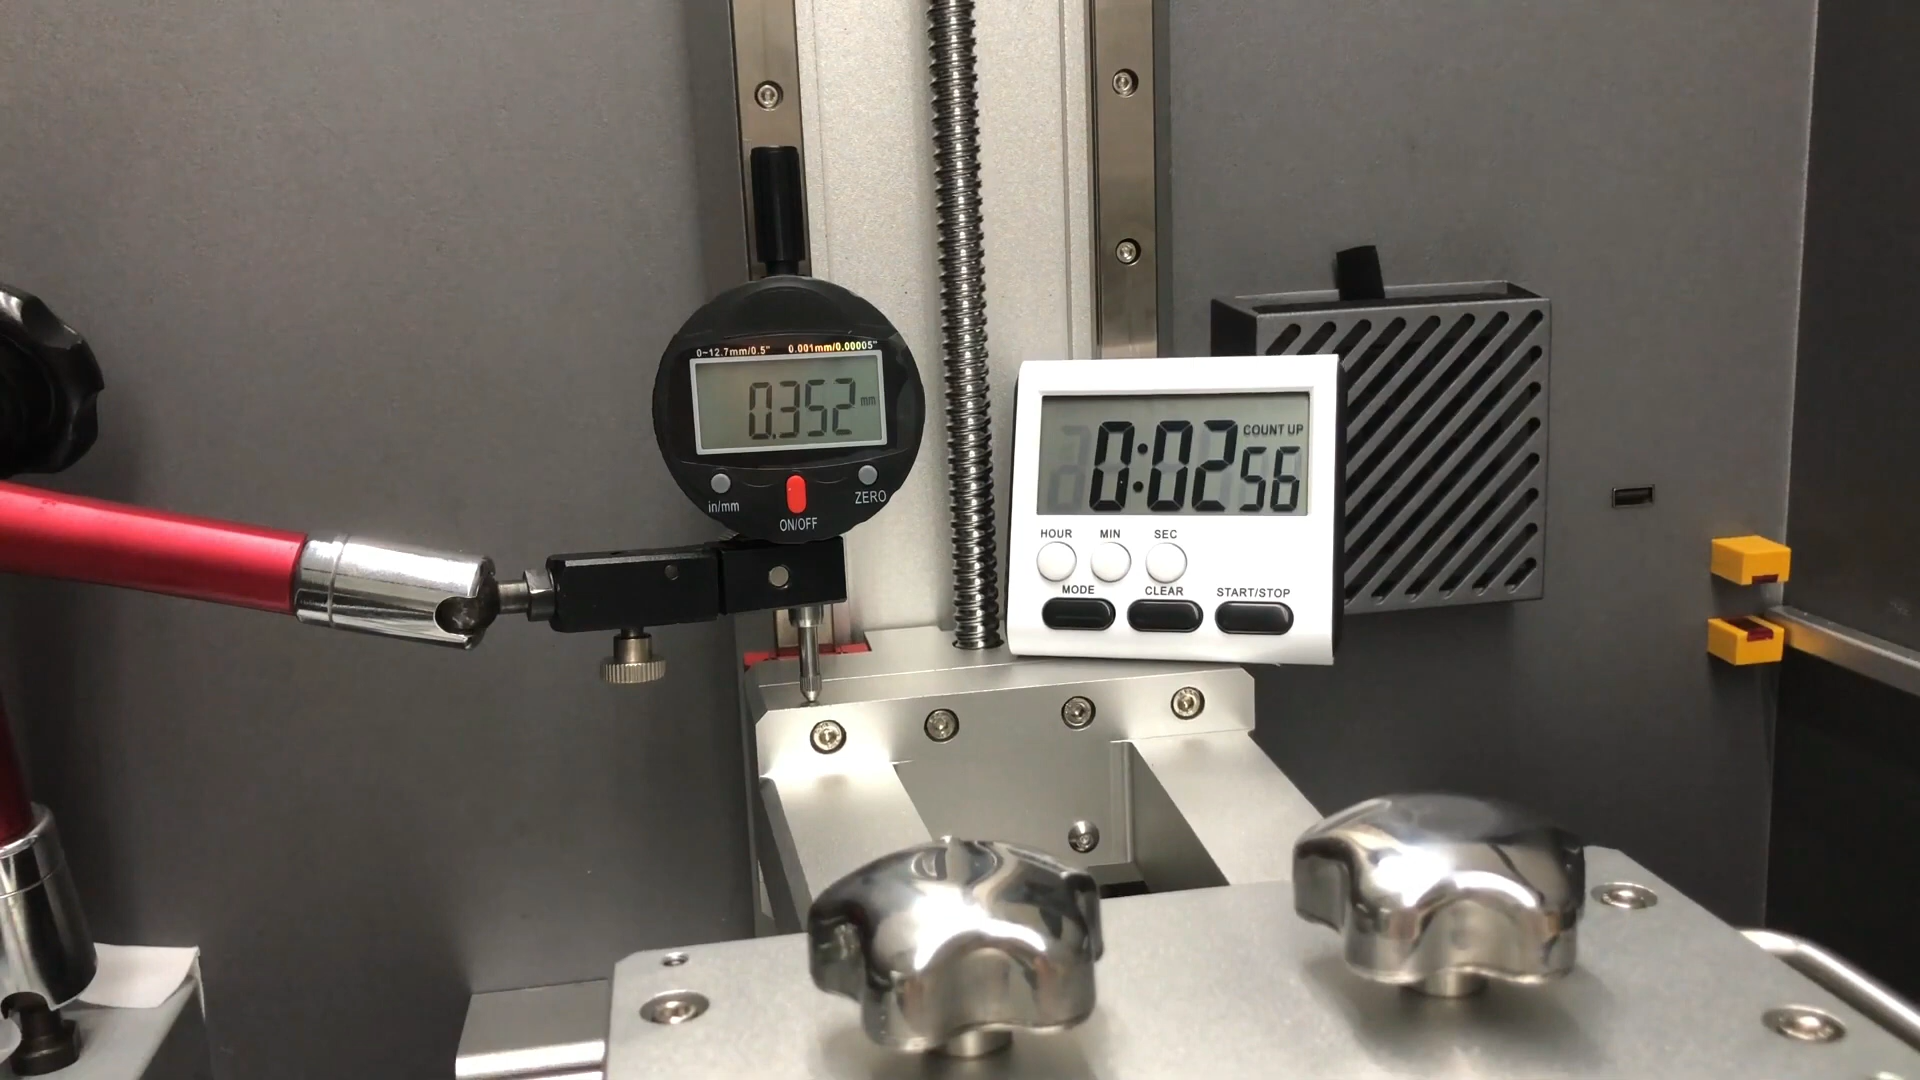 0~12.7mm/0.5" 0.001mm/0.00005"
0.352 mm
in/mm
ON/OFF
ZERO
COUNT UP
0:02 56
HOUR MIN SEC
MODE CLEAR START/STOP